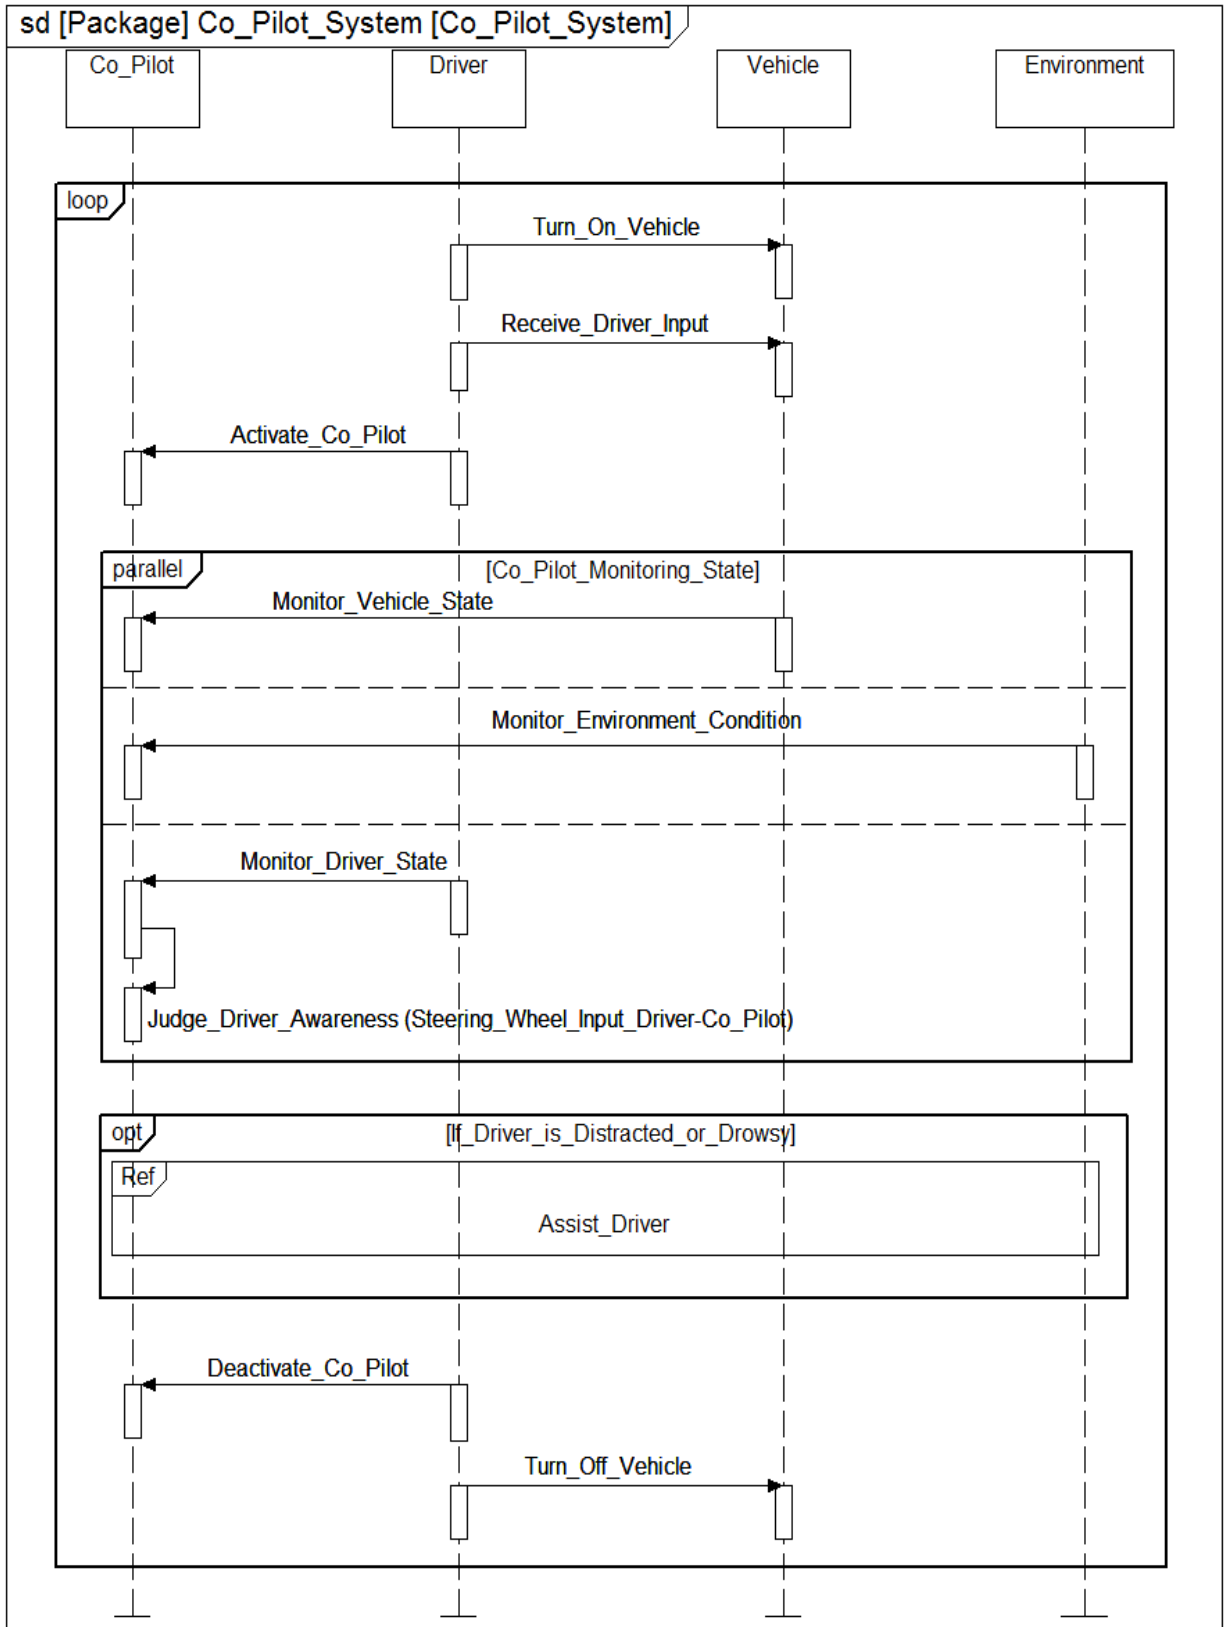 sd [Package] Co_Pilot_System [Co_Pilot_System]
Co_Pilot
Driver
Vehicle
Environment
loop
Turn_On_Vehicle
Receive_Driver_Input
Activate_Co_Pilot
parallel
[Co_Pilot_Monitoring_State]
Monitor_Vehicle_State
Monitor_Environment_Condition
Monitor_Driver_State
Judge_Driver_Awareness (Steering_Wheel_Input_Driver-Co_Pilot)
opt
[If_Driver_is_Distracted_or_Drowsy]
Ref
Assist_Driver
Deactivate_Co_Pilot
Turn_Off_Vehicle